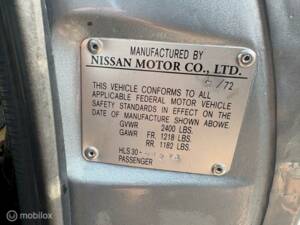 MANUFACTURED BY
NISSAN MOTOR CO., LTD.
/72
THIS VEHICLE CONFORMS TO ALL
APPLICABLE FEDERAL MOTOR VEHICLE
SAFETY STANDARDS IN EFFECT ON THE
DATE OF MANUFACTURE SHOWN ABOVE.
GVWR 2400 LBS.
GAWR FR. 1218 LBS.
RR. 1182 LBS.
HLS30-
PASSENGER
mobilox